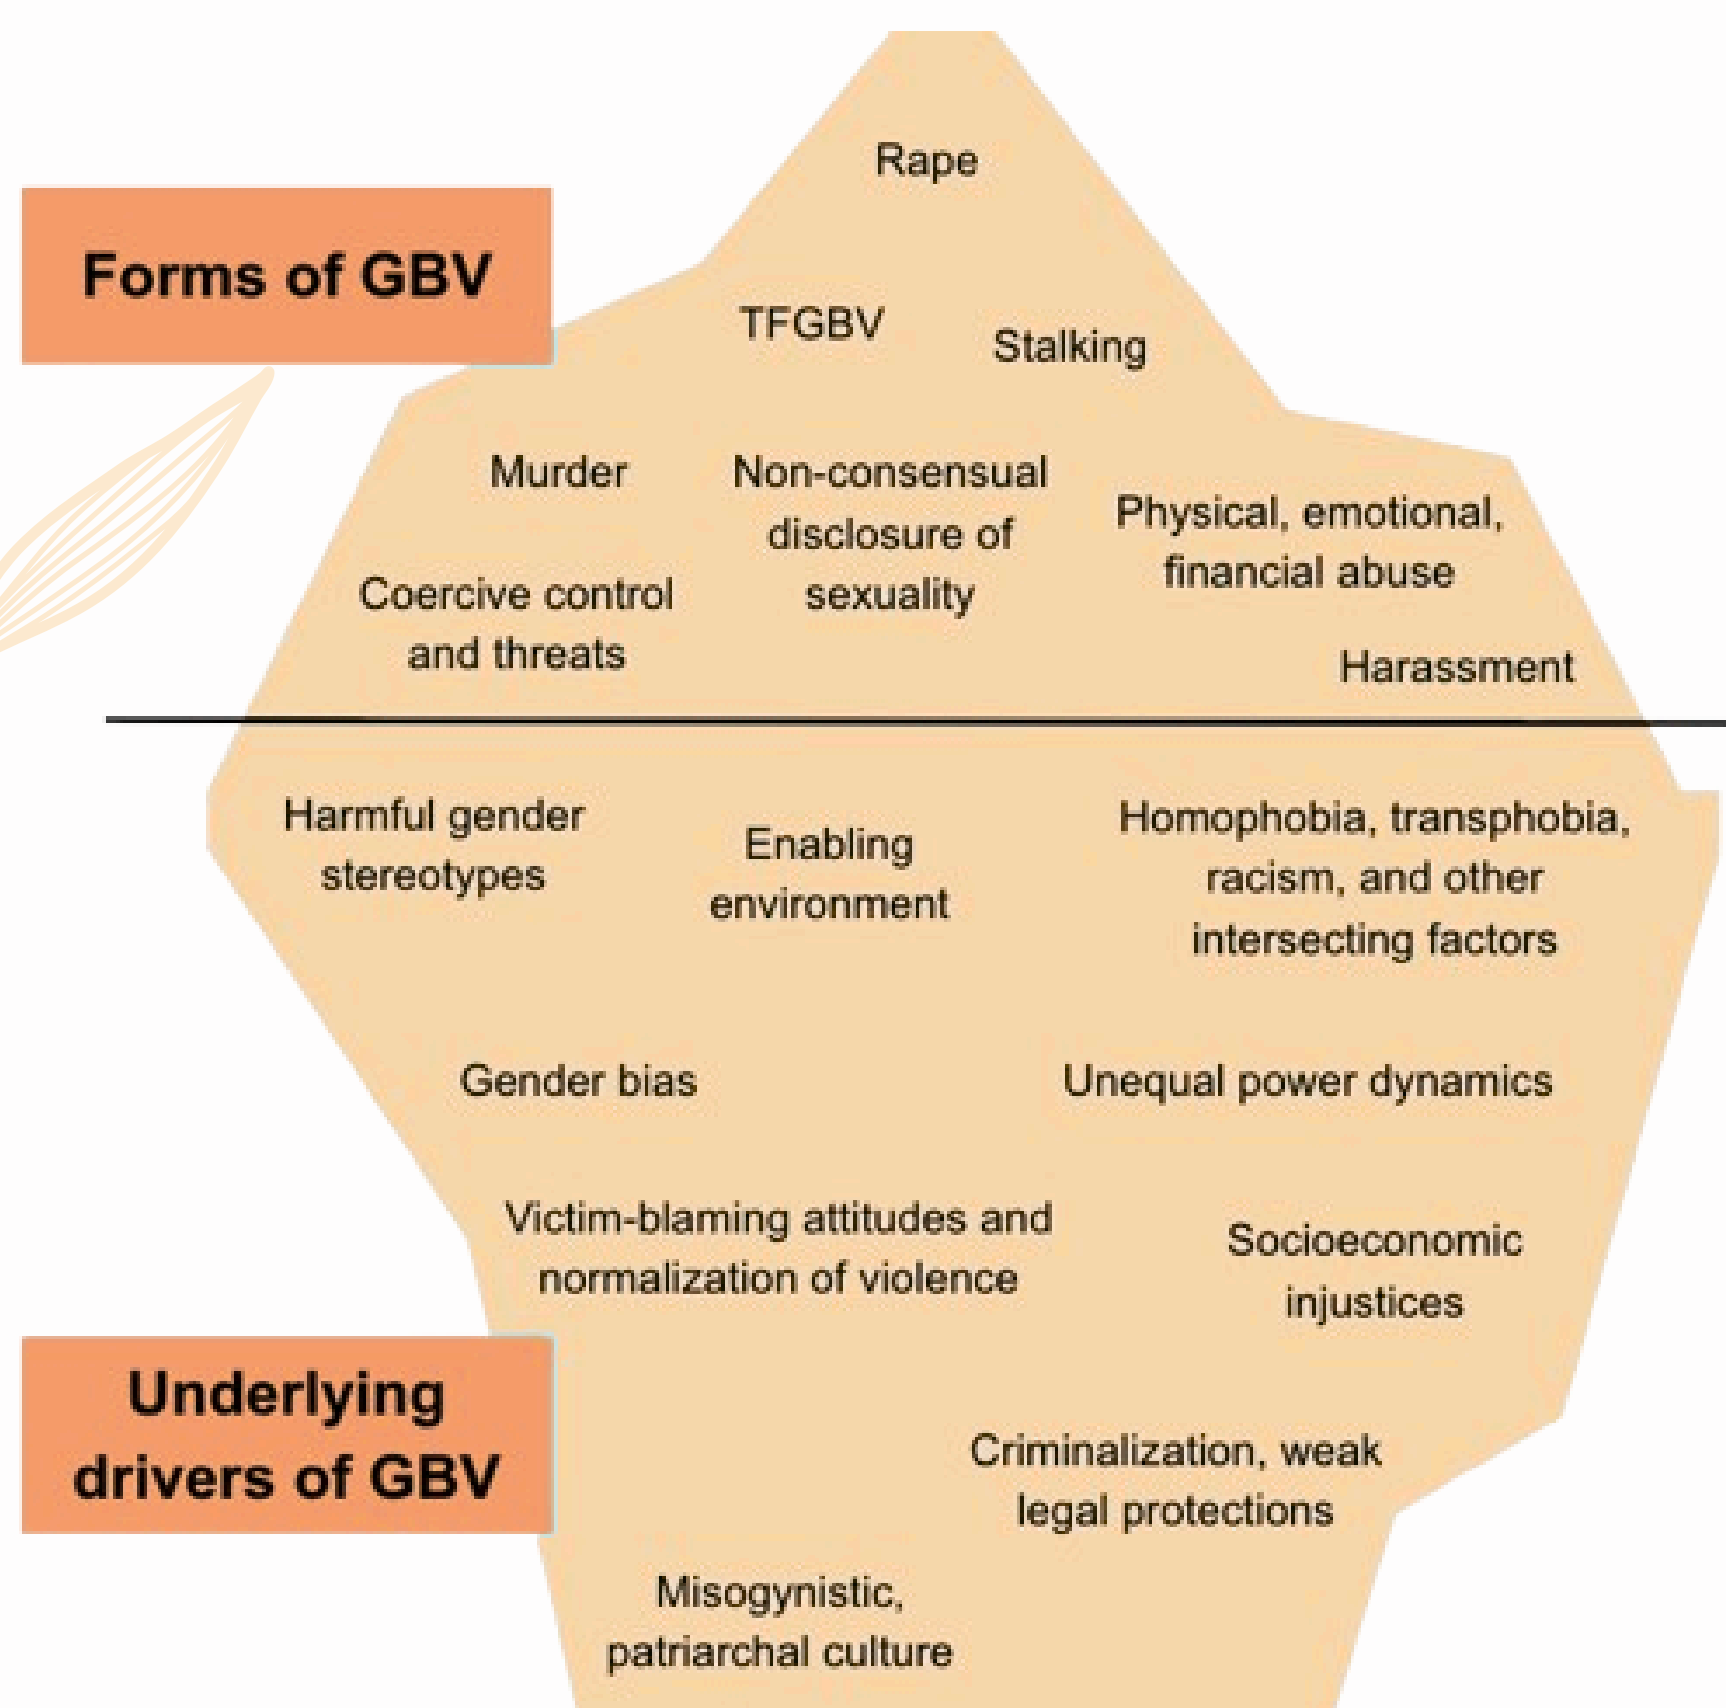 Rape
Forms of GBV
TFGBV
Stalking
Murder
Non-consensual
disclosure of
sexuality
Physical, emotional,
financial abuse
Coercive control
and threats
Harassment
Harmful gender
stereotypes
Enabling
environment
Homophobia, transphobia,
racism, and other
intersecting factors
Gender bias
Unequal power dynamics
Victim-blaming attitudes and
normalization of violence
Socioeconomic
injustices
Underlying
drivers of GBV
Criminalization, weak
legal protections
Misogynistic,
patriarchal culture